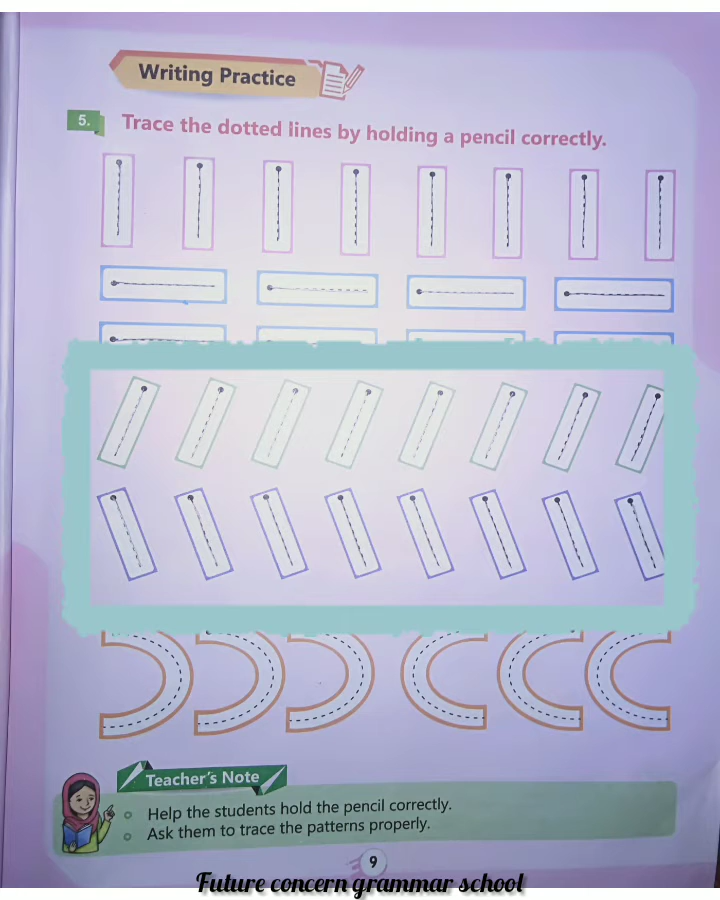 Writing Practice
5. Trace the dotted lines by holding a pencil correctly.
Teacher's Note
Help the students hold the pencil correctly.
Ask them to trace the patterns properly.
9
Future concern grammar school